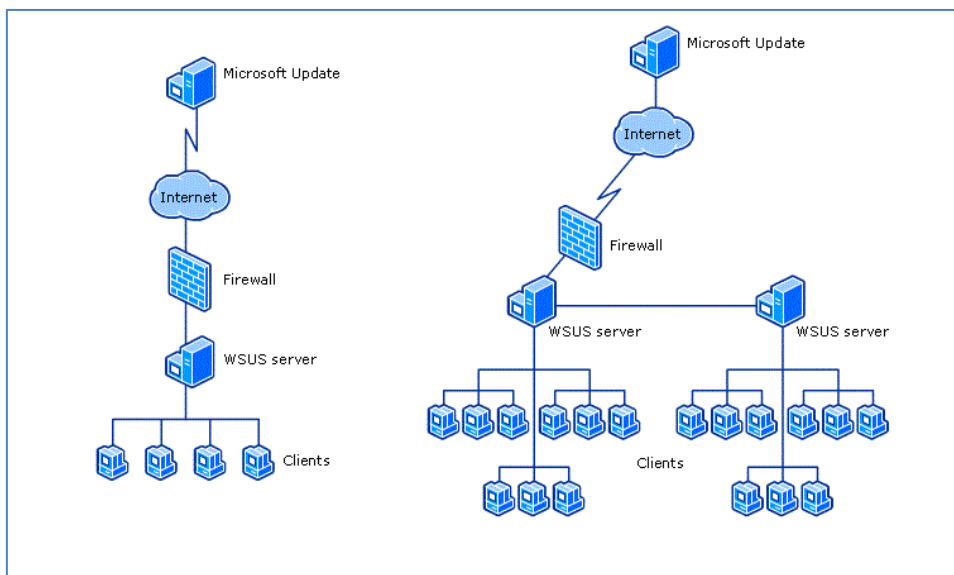 Microsoft Update
Internet
Firewall
WSUS server
Clients
Microsoft Update
Internet
Firewall
WSUS server
WSUS server
Clients